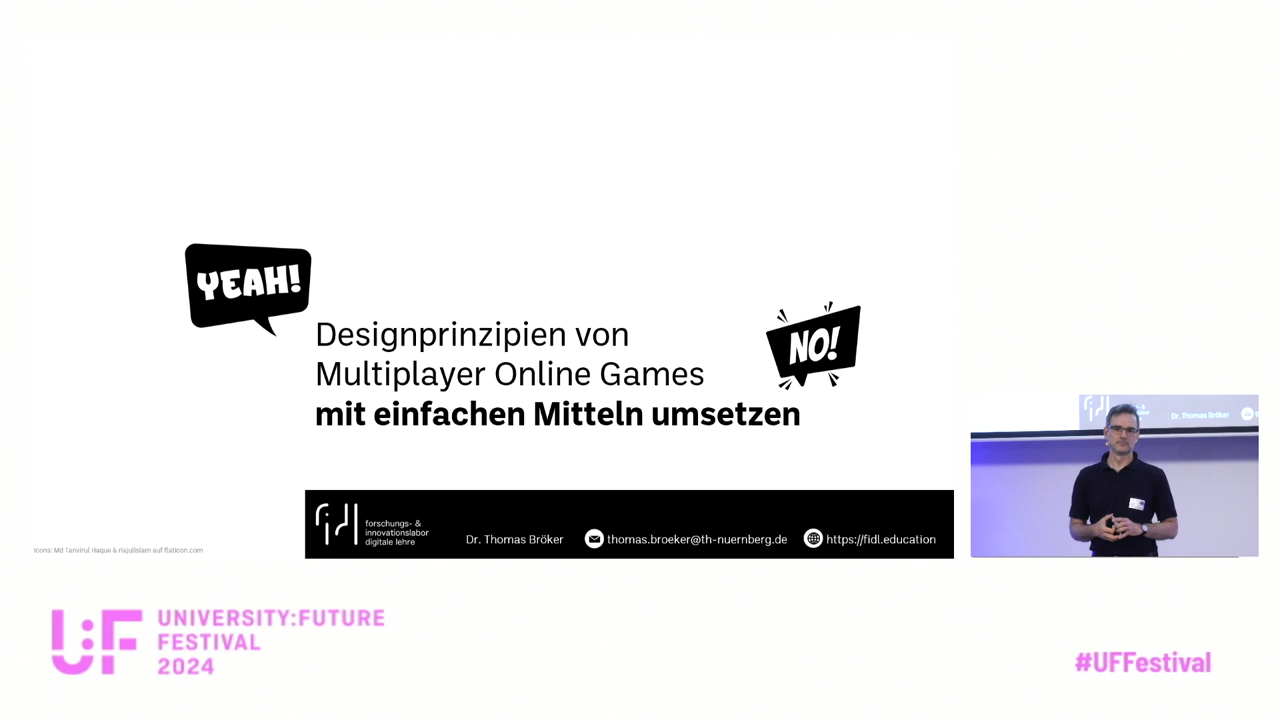 YEAH!
Designprinzipien von
Multiplayer Online Games
mit einfachen Mitteln umsetzen
NO!
fidl
forschungs- &
innovationslabor
digitale lehre
Dr. Thomas Bröker
thomas.broeker@th-nuernberg.de
https://fidl.education
Icons: Md Tanvirul Haque & riajulislam auf flaticon.com
Dr. Thomas Bröker
U:F
UNIVERSITY:FUTURE
FESTIVAL
2024
#UFFestival